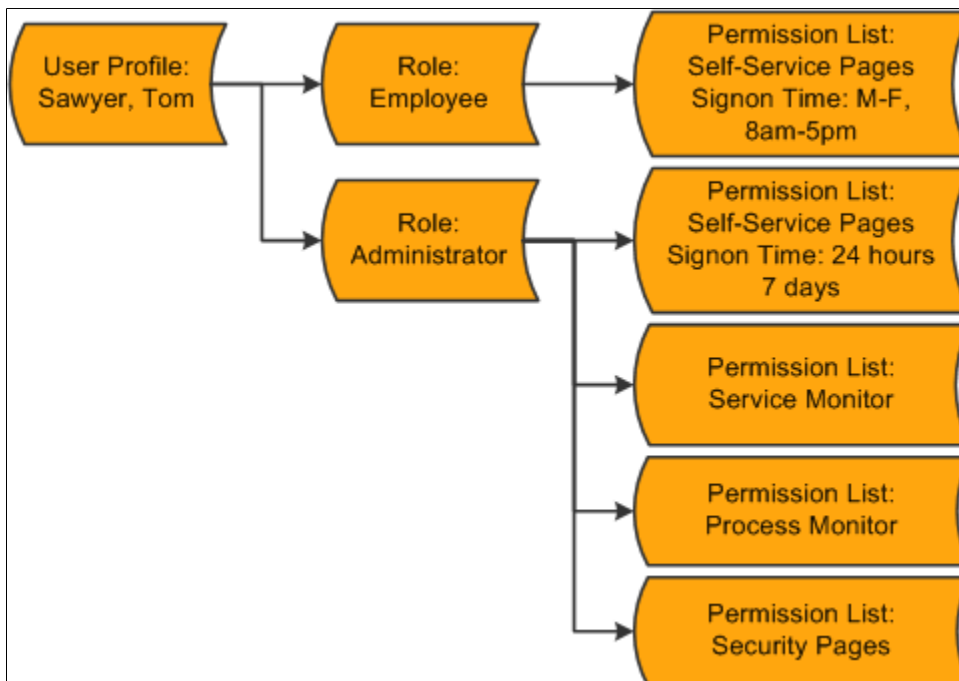 User Profile:
Sawyer, Tom
Role:
Employee
Permission List:
Self-Service Pages
Signon Time: M-F,
8am-5pm
Role:
Administrator
Permission List:
Self-Service Pages
Signon Time: 24 hours
7 days
Permission List:
Service Monitor
Permission List:
Process Monitor
Permission List:
Security Pages